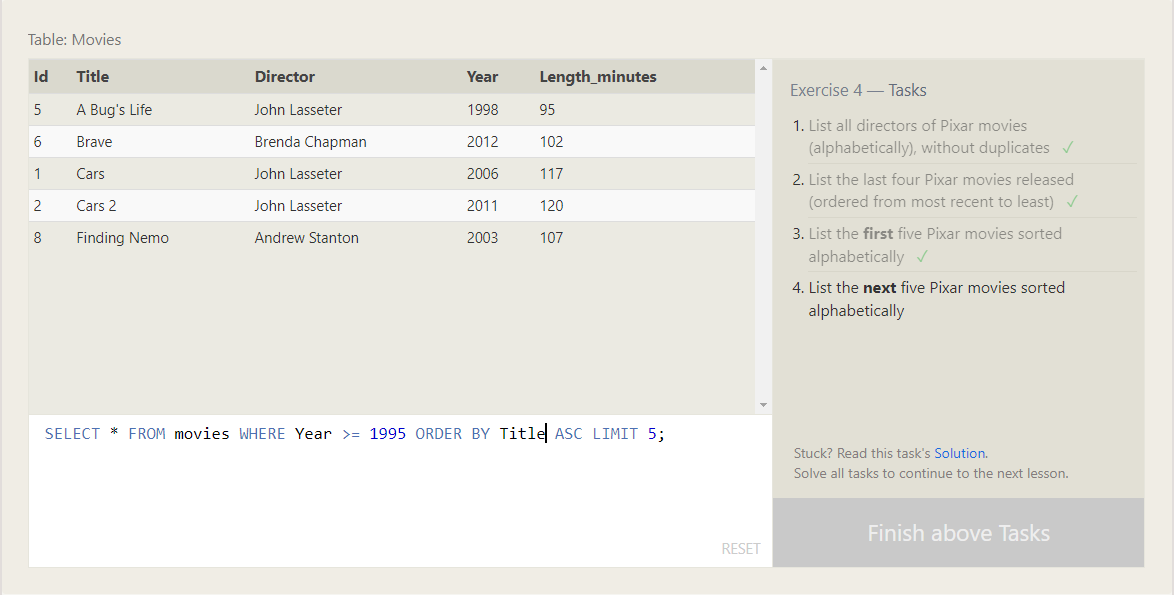 Table: Movies
Id Title Director Year Length_minutes
5 A Bug's Life John Lasseter 1998 95
6 Brave Brenda Chapman 2012 102
1 Cars John Lasseter 2006 117
2 Cars 2 John Lasseter 2011 120
8 Finding Nemo Andrew Stanton 2003 107
SELECT * FROM movies WHERE Year >= 1995 ORDER BY Title ASC LIMIT 5;
RESET
Exercise 4 — Tasks
1. List all directors of Pixar movies
(alphabetically), without duplicates ✓
2. List the last four Pixar movies released
(ordered from most recent to least) ✓
3. List the first five Pixar movies sorted
alphabetically ✓
4. List the next five Pixar movies sorted
alphabetically
Stuck? Read this task's Solution.
Solve all tasks to continue to the next lesson.
Finish above Tasks